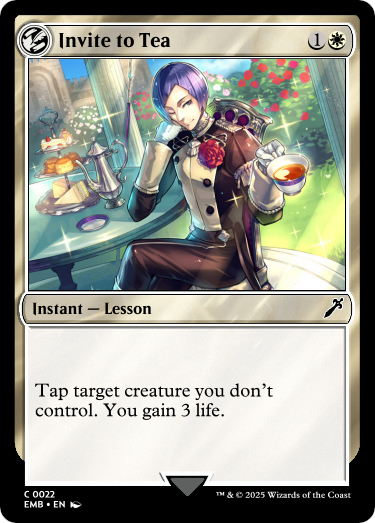 Invite to Tea 1
Instant — Lesson
Tap target creature you don't
control. You gain 3 life.
C 0022
EMB • EN ™ & © 2025 Wizards of the Coast